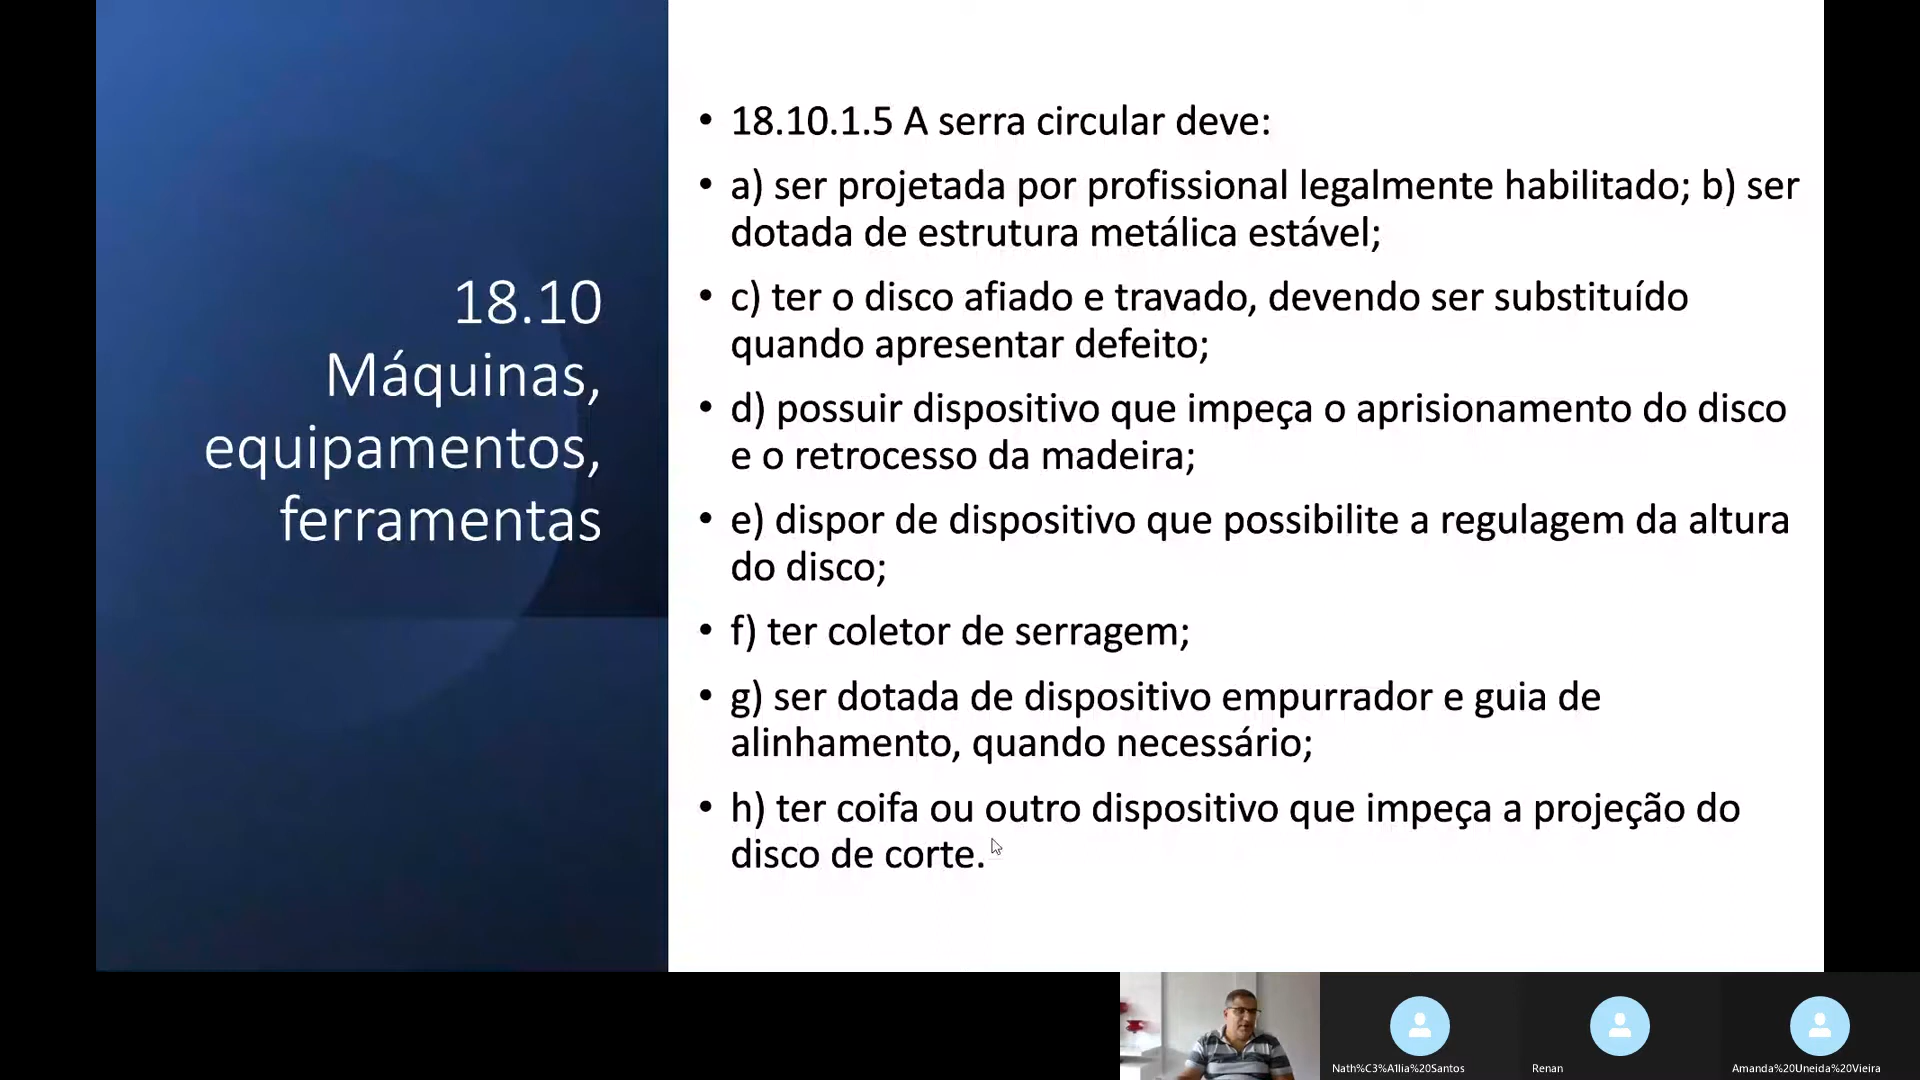 18.10
Máquinas,
equipamentos,
ferramentas
• 18.10.1.5 A serra circular deve:
• a) ser projetada por profissional legalmente habilitado; b) ser
dotada de estrutura metálica estável;
• c) ter o disco afiado e travado, devendo ser substituído
quando apresentar defeito;
• d) possuir dispositivo que impeça o aprisionamento do disco
e o retrocesso da madeira;
• e) dispor de dispositivo que possibilite a regulagem da altura
do disco;
• f) ter coletor de serragem;
• g) ser dotada de dispositivo empurrador e guia de
alinhamento, quando necessário;
• h) ter coifa ou outro dispositivo que impeça a projeção do
disco de corte.
Nath%C3%A1lia%20Santos
Renan
Amanda%20Uneida%20Vieira